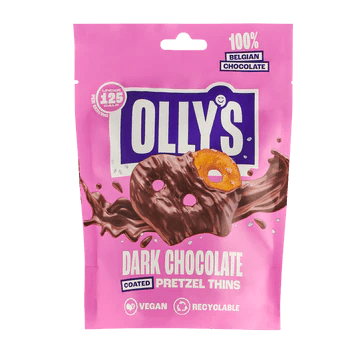 100%
BELGIAN
CHOCOLATE
125
OLLY'S
DARK CHOCOLATE
COATED PRETZEL THINS
VEGAN
RECYCLABLE